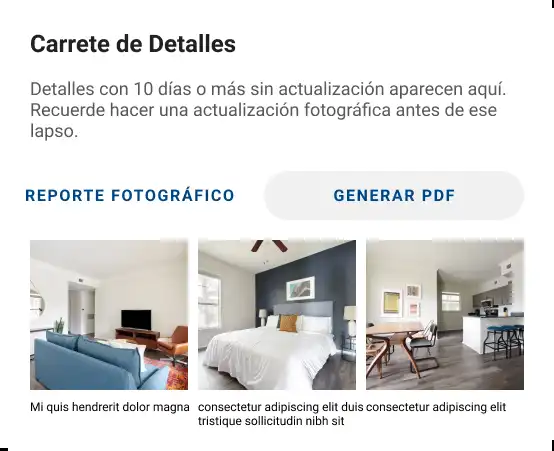 Carrete de Detalles
Detalles con 10 días o más sin actualización aparecen aquí.
Recuerde hacer una actualización fotográfica antes de ese
lapso.
REPORTE FOTOGRÁFICO
GENERAR PDF
Mi quis hendrerit dolor magna
consectetur adipiscing elit duis
tristique sollicitudin nibh sit
consectetur adipiscing elit